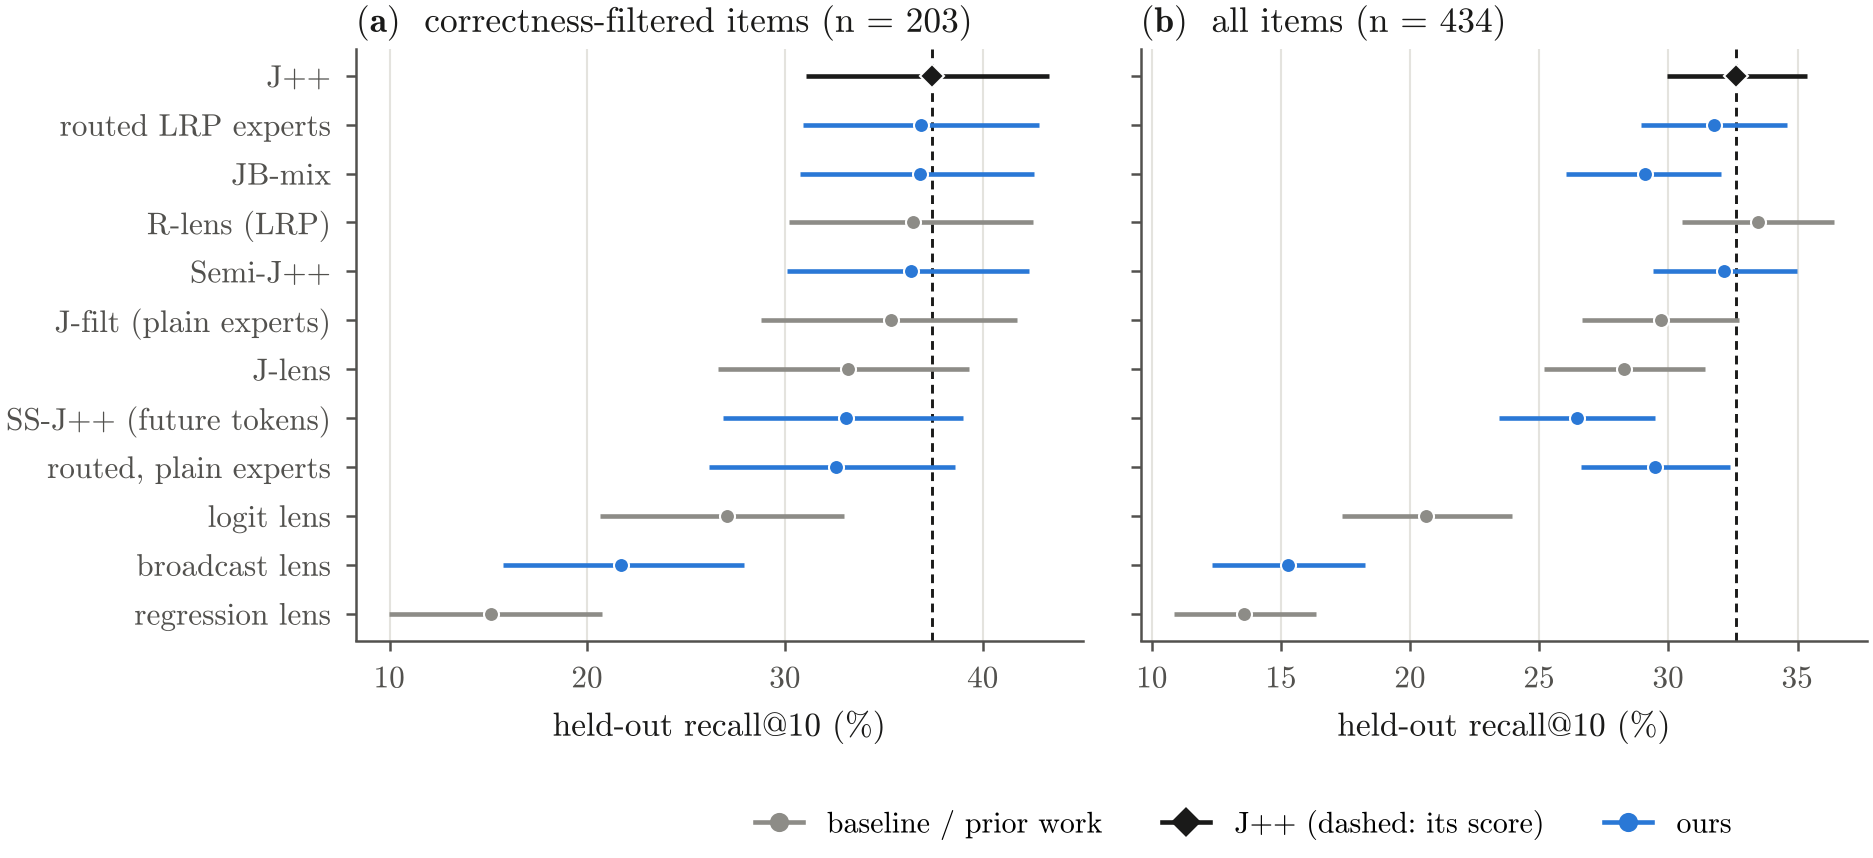 (a) correctness-filtered items (n = 203)
(b) all items (n = 434)
J++
routed LRP experts
JB-mix
R-lens (LRP)
Semi-J++
J-filt (plain experts)
J-lens
SS-J++ (future tokens)
routed, plain experts
logit lens
broadcast lens
regression lens
10 20 30 40
10 15 20 25 30 35
held-out recall@10 (%)
held-out recall@10 (%)
baseline / prior work
J++ (dashed: its score)
ours